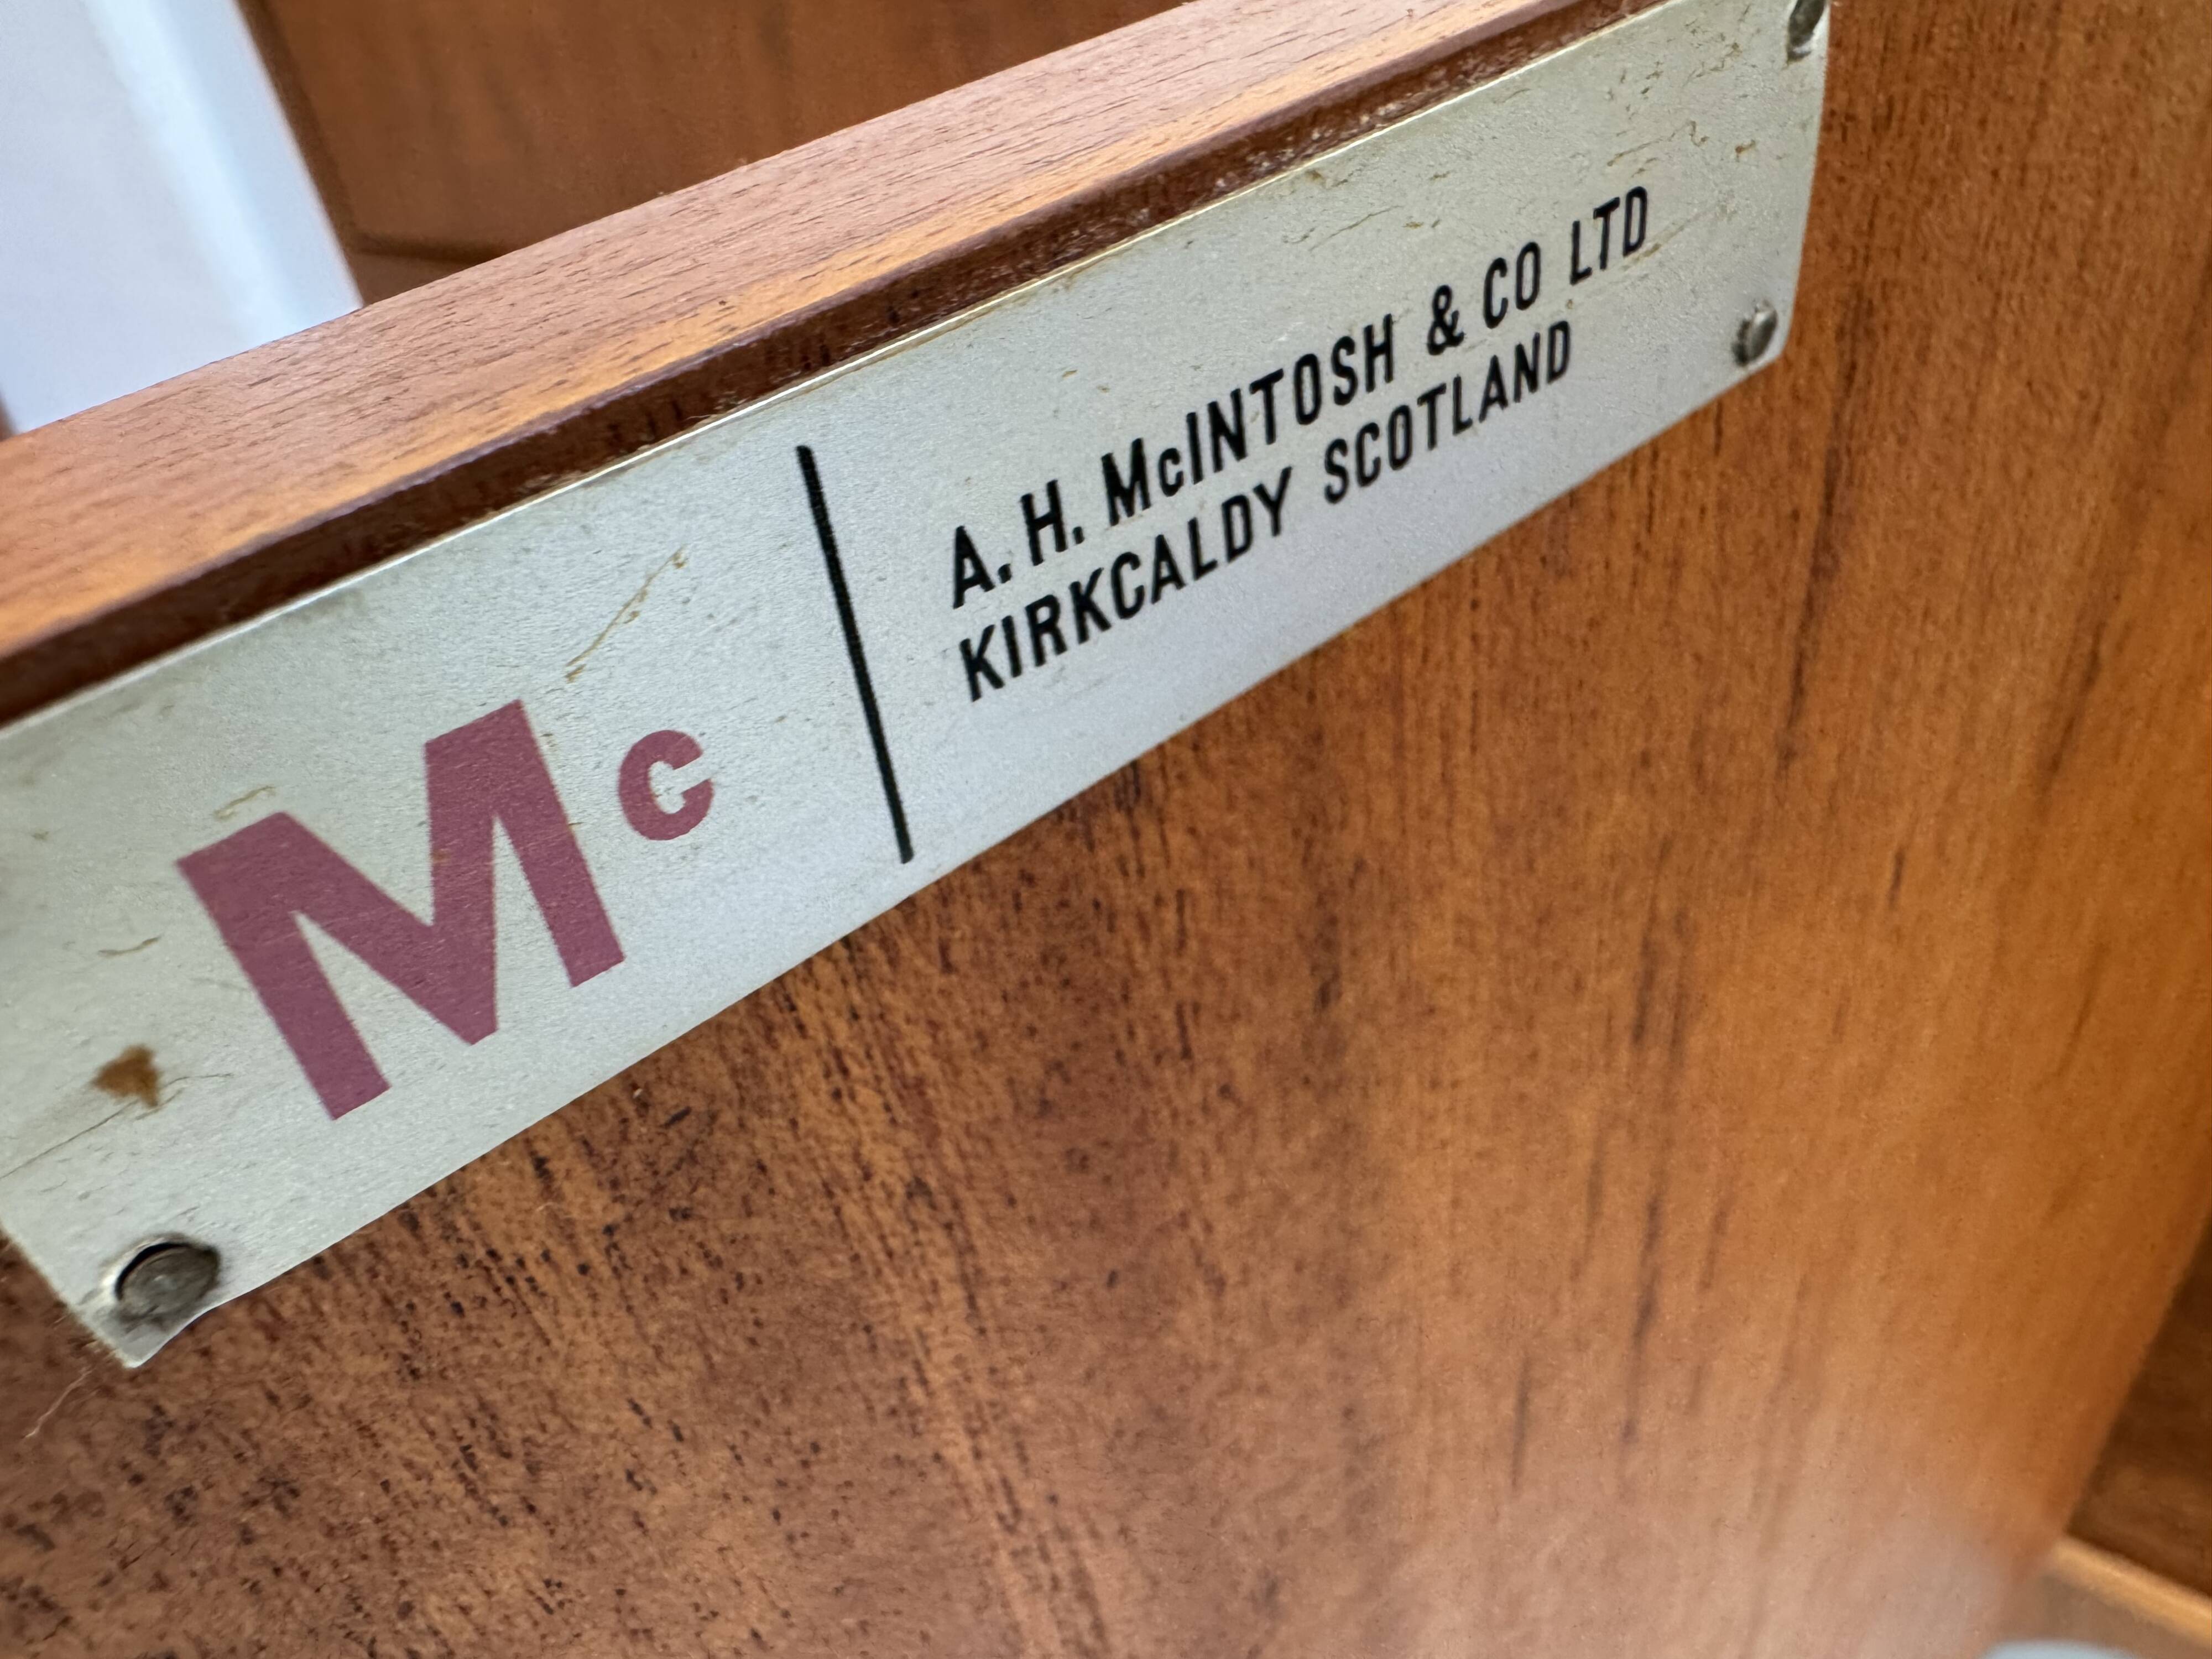 Mc
A. H. McINTOSH & CO LTD
KIRKCALDY SCOTLAND